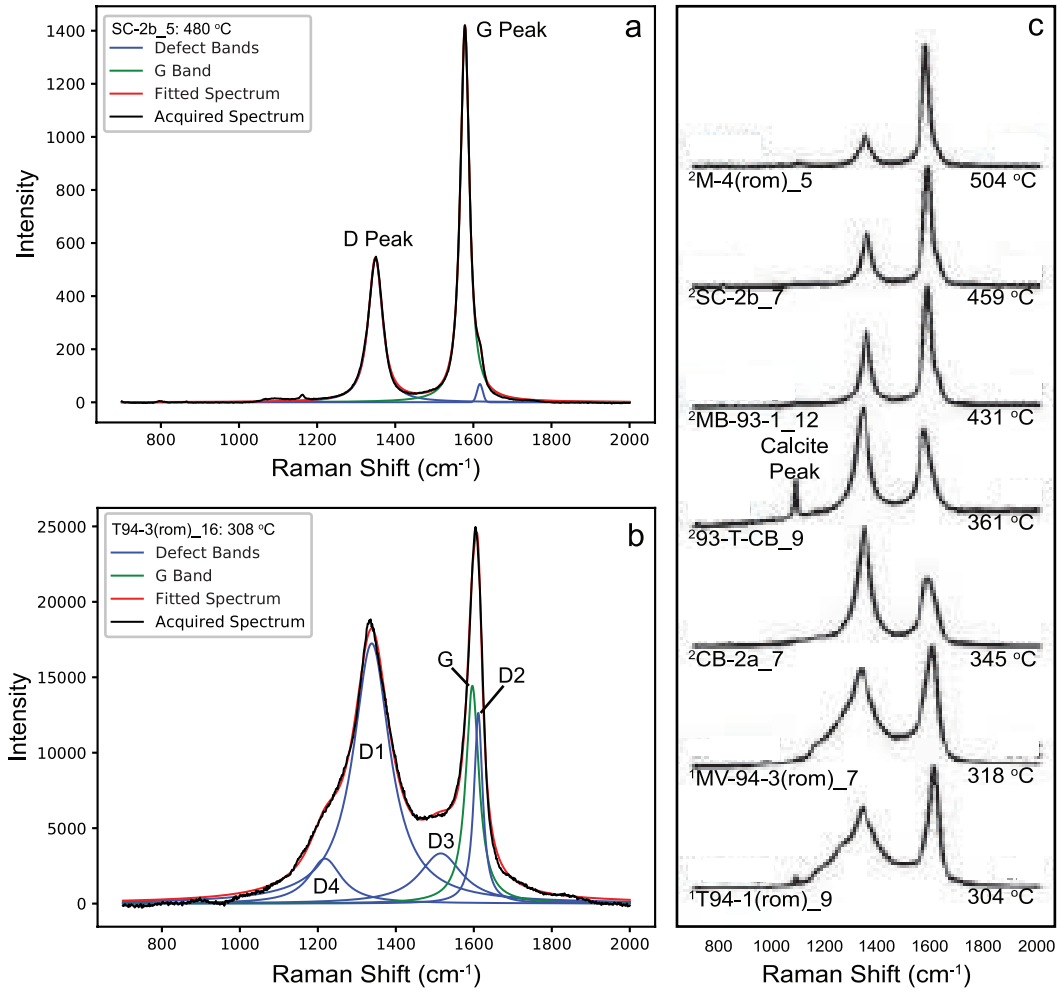 a
SC-2b_5: 480 °C
Defect Bands
G Band
Fitted Spectrum
Acquired Spectrum
G Peak
D Peak
1400
1200
1000
800
600
400
200
0
Intensity
800 1000 1200 1400 1600 1800 2000
Raman Shift (cm-1)
b
T94-3(rom)_16: 308 °C
Defect Bands
G Band
Fitted Spectrum
Acquired Spectrum
G
D2
D1
D3
D4
25000
20000
15000
10000
5000
0
Intensity
800 1000 1200 1400 1600 1800 2000
Raman Shift (cm-1)
c
2M-4(rom)_5 504 °C
2SC-2b_7 459 °C
2MB-93-1_12 431 °C
Calcite
Peak
293-T-CB_9 361 °C
2CB-2a_7 345 °C
1MV-94-3(rom)_7 318 °C
1T94-1(rom)_9 304 °C
800 1000 1200 1400 1600 1800 2000
Raman Shift (cm-1)